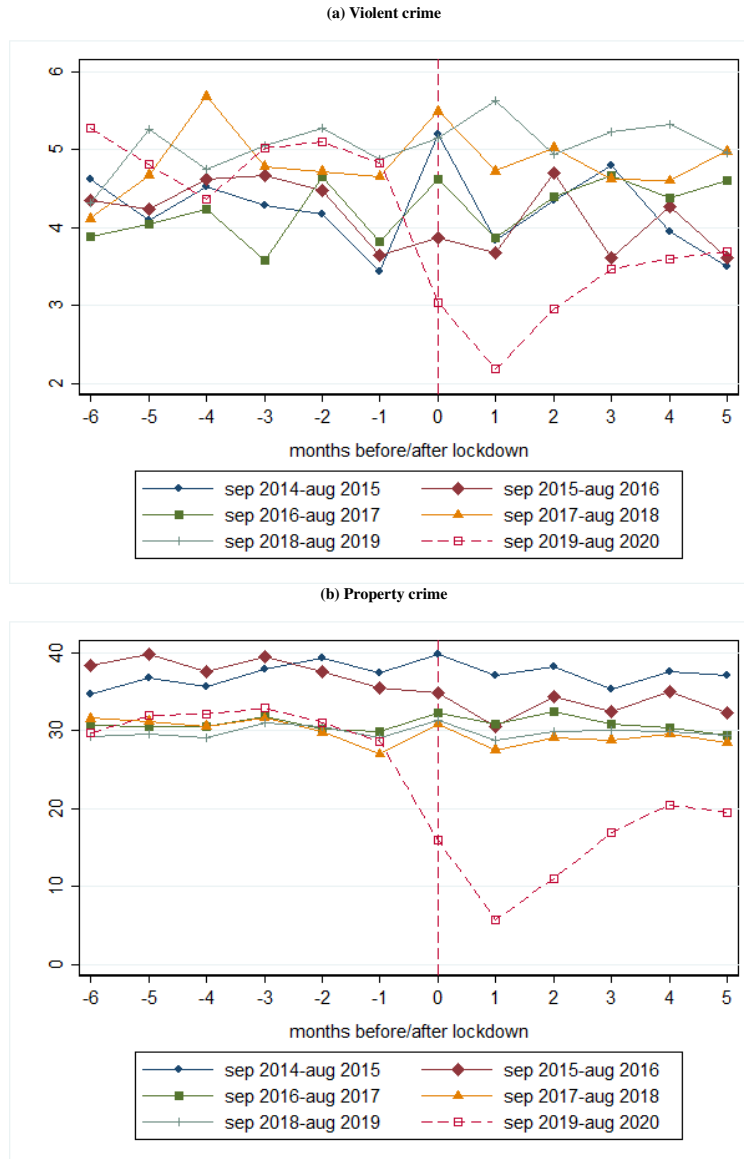 (a) Violent crime
6
5
4
3
2
-6 -5 -4 -3 -2 -1 0 1 2 3 4 5
months before/after lockdown
sep 2014-aug 2015 sep 2015-aug 2016
sep 2016-aug 2017 sep 2017-aug 2018
sep 2018-aug 2019 sep 2019-aug 2020
(b) Property crime
40
30
20
10
0
-6 -5 -4 -3 -2 -1 0 1 2 3 4 5
months before/after lockdown
sep 2014-aug 2015 sep 2015-aug 2016
sep 2016-aug 2017 sep 2017-aug 2018
sep 2018-aug 2019 sep 2019-aug 2020